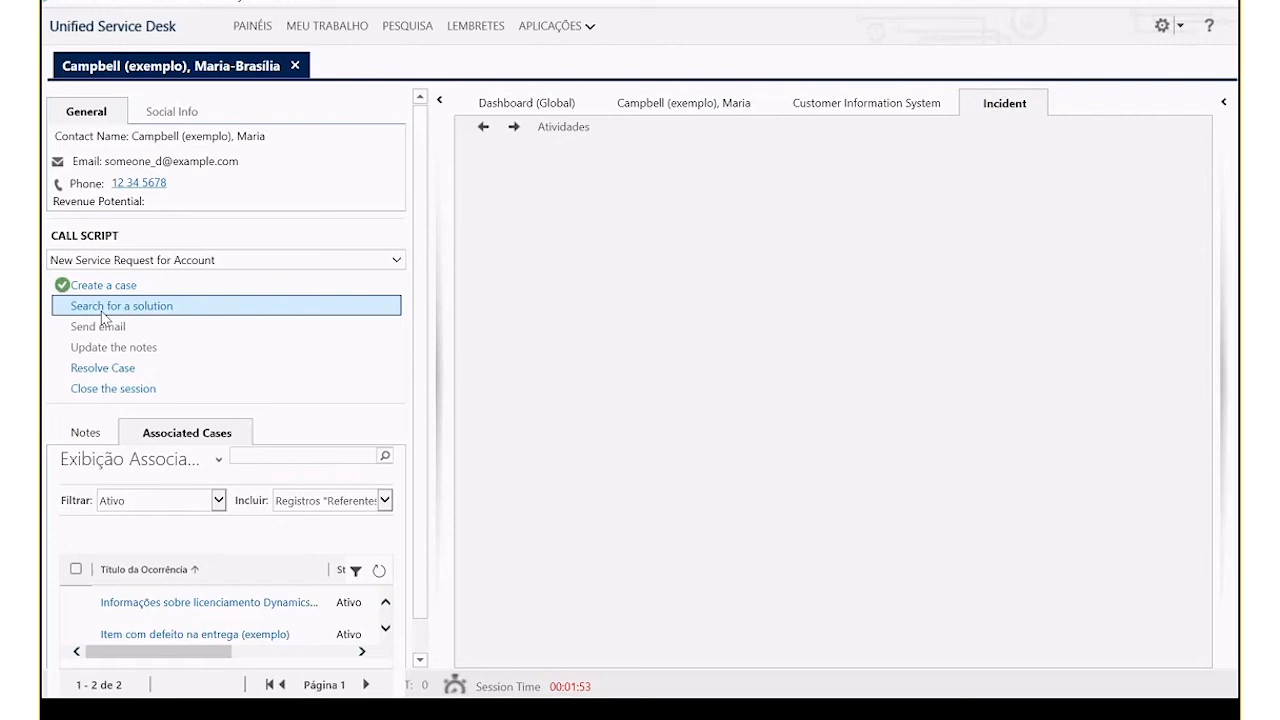 Unified Service Desk PAINÉIS MEU TRABALHO PESQUISA LEMBRETES APLICAÇÕES ?
Campbell (exemplo), Maria-Brasília ×
General Social Info
Contact Name: Campbell (exemplo), Maria
Email: someone_d@example.com
Phone: 12 34 5678
Revenue Potential:
CALL SCRIPT
New Service Request for Account
Create a case
Search for a solution
Send email
Update the notes
Resolve Case
Close the session
Notes Associated Cases
Exibição Associa...
Filtrar: Ativo Incluir: Registros "Referentes
Título da Ocorrência St
Informações sobre licenciamento Dynamics... Ativo
Item com defeito na entrega (exemplo) Ativo
1 - 2 de 2 Página 1
Dashboard (Global) Campbell (exemplo), Maria Customer Information System Incident
Atividades
T: 0 Session Time 00:01:53